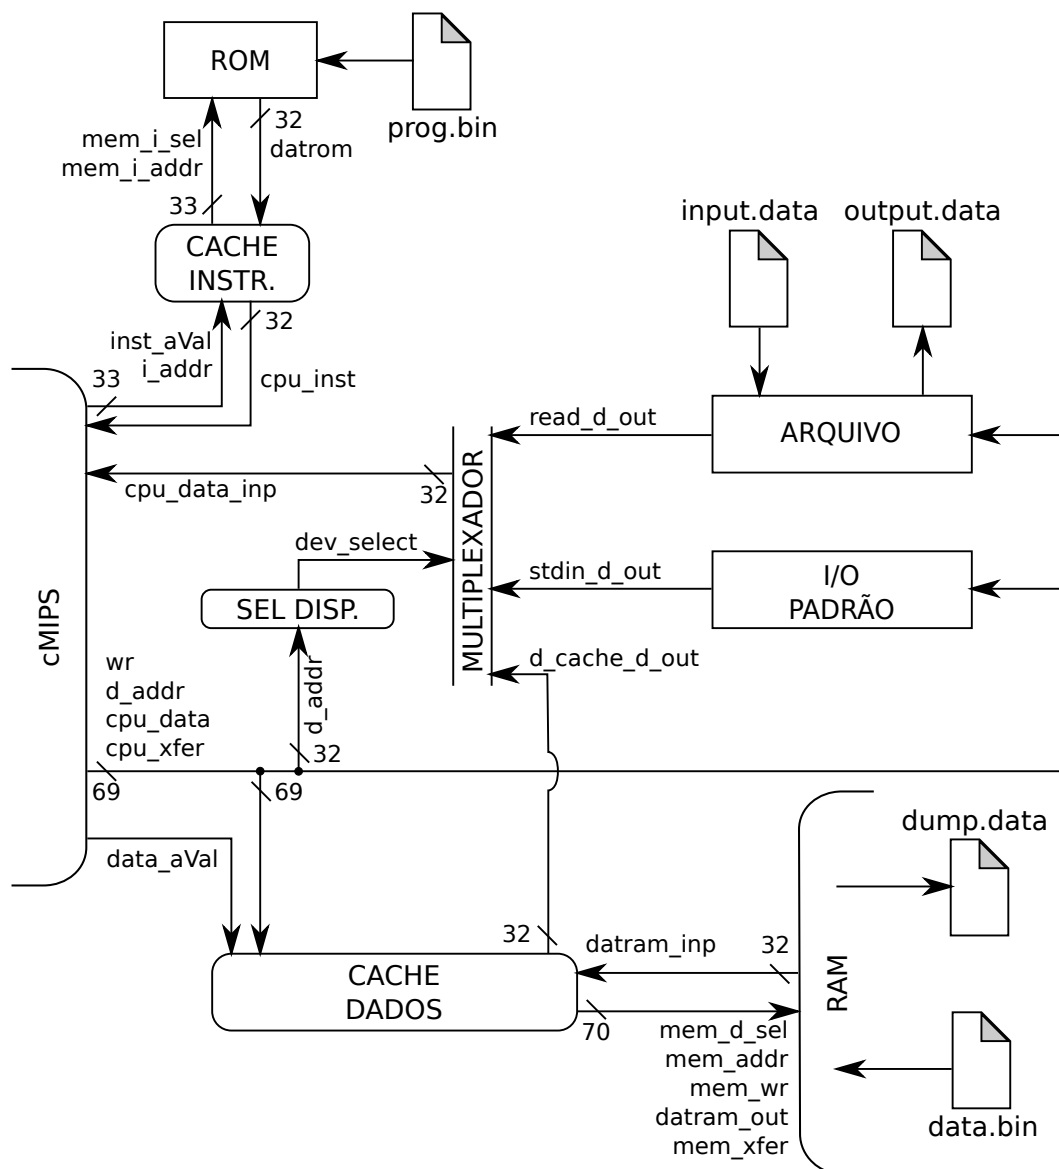 ROM
prog.bin
32
datrom
mem_i_sel
mem_i_addr
33
CACHE
INSTR.
32
inst_aVal
i_addr
33
cpu_inst
input.data
output.data
read_d_out
ARQUIVO
cpu_data_inp
32
MULTIPLEXADOR
dev_select
stdin_d_out
I/O
PADRÃO
SEL DISP.
cMIPS
d_addr
32
d_cache_d_out
wr
d_addr
cpu_data
cpu_xfer
69
69
data_aVal
dump.data
32
datram_inp
32
RAM
CACHE
DADOS
70
mem_d_sel
mem_addr
mem_wr
datram_out
mem_xfer
data.bin